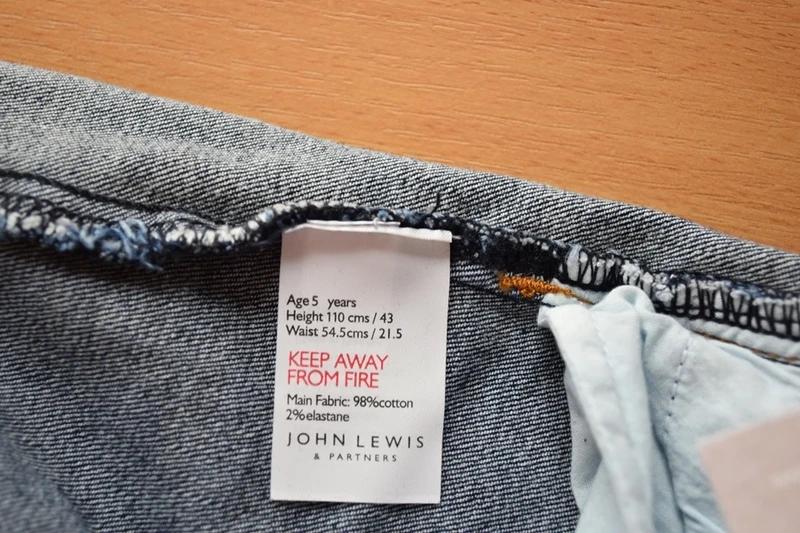 Age 5 years
Height 110 cms / 43
Waist 54.5cms / 21.5
KEEP AWAY
FROM FIRE
Main Fabric: 98%cotton
2%elastane
JOHN LEWIS
& PARTNERS